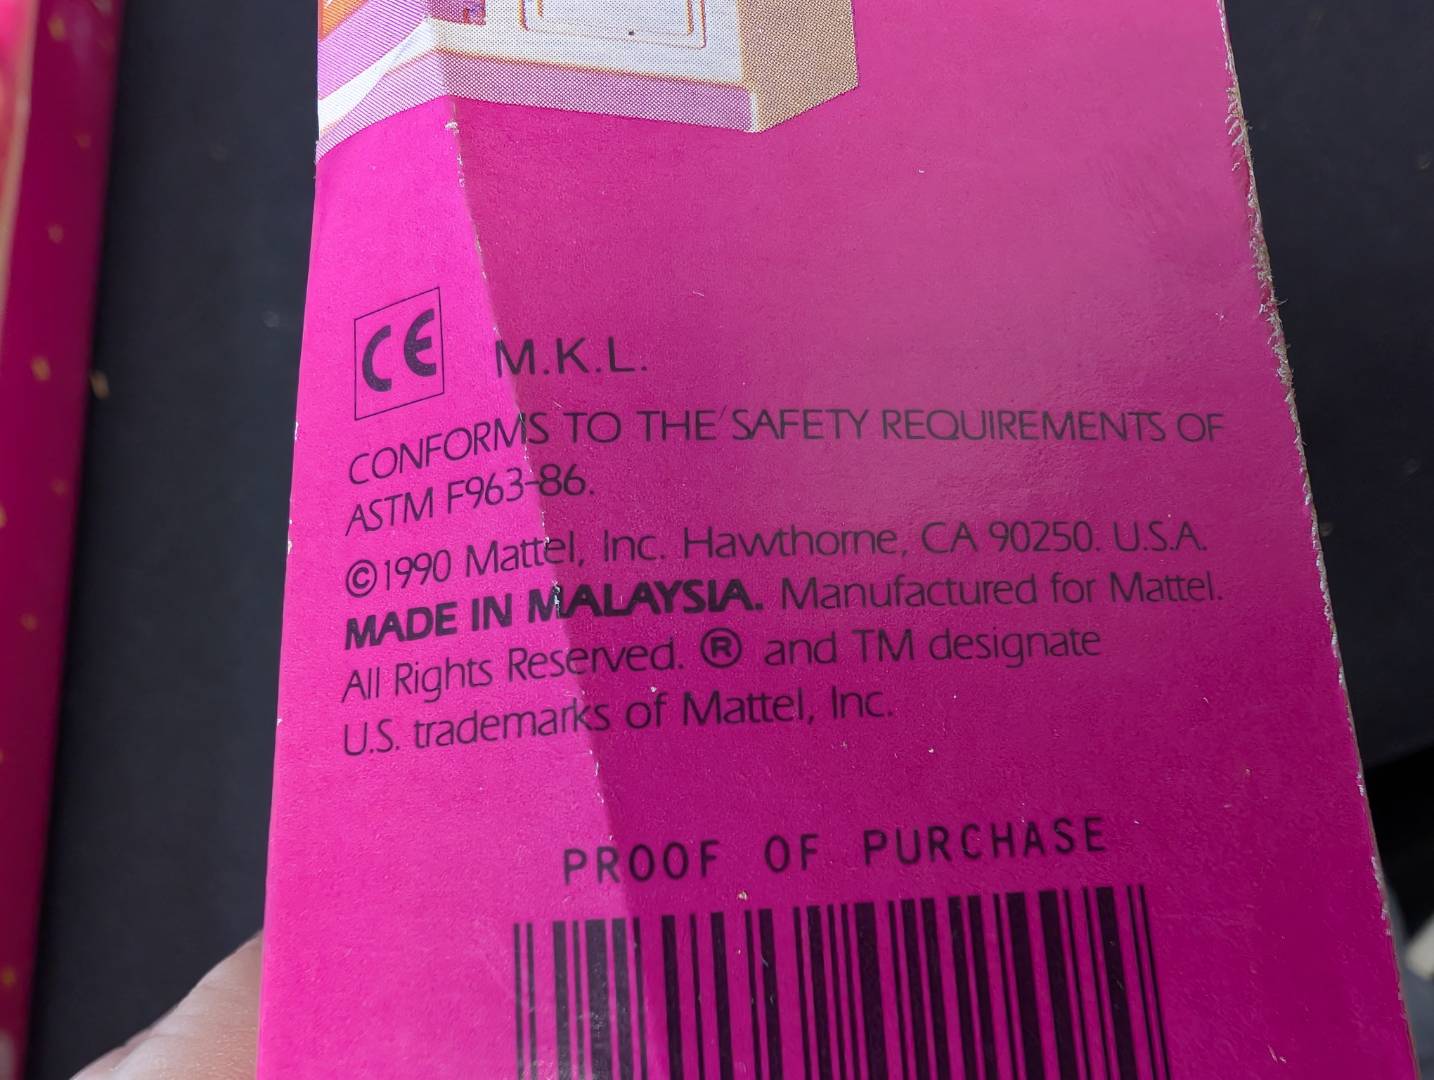 CE M.K.L.
CONFORMS TO THE SAFETY REQUIREMENTS OF
ASTM F963-86.
©1990 Mattel, Inc. Hawthorne, CA 90250. U.S.A.
MADE IN MALAYSIA. Manufactured for Mattel.
All Rights Reserved. ® and TM designate
U.S. trademarks of Mattel, Inc.
PROOF OF PURCHASE